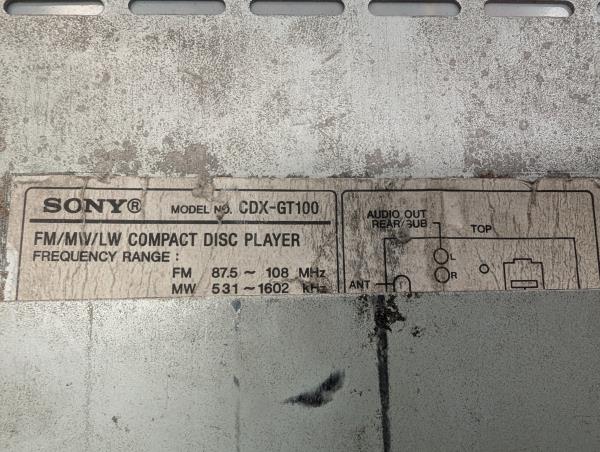 SONY® MODEL NO. CDX-GT100
FM/MW/LW COMPACT DISC PLAYER
FREQUENCY RANGE :
FM 87.5 ~ 108 MHz
MW 531 ~ 1602 kHz
AUDIO OUT
REAR/SUB
TOP
L
R
ANT